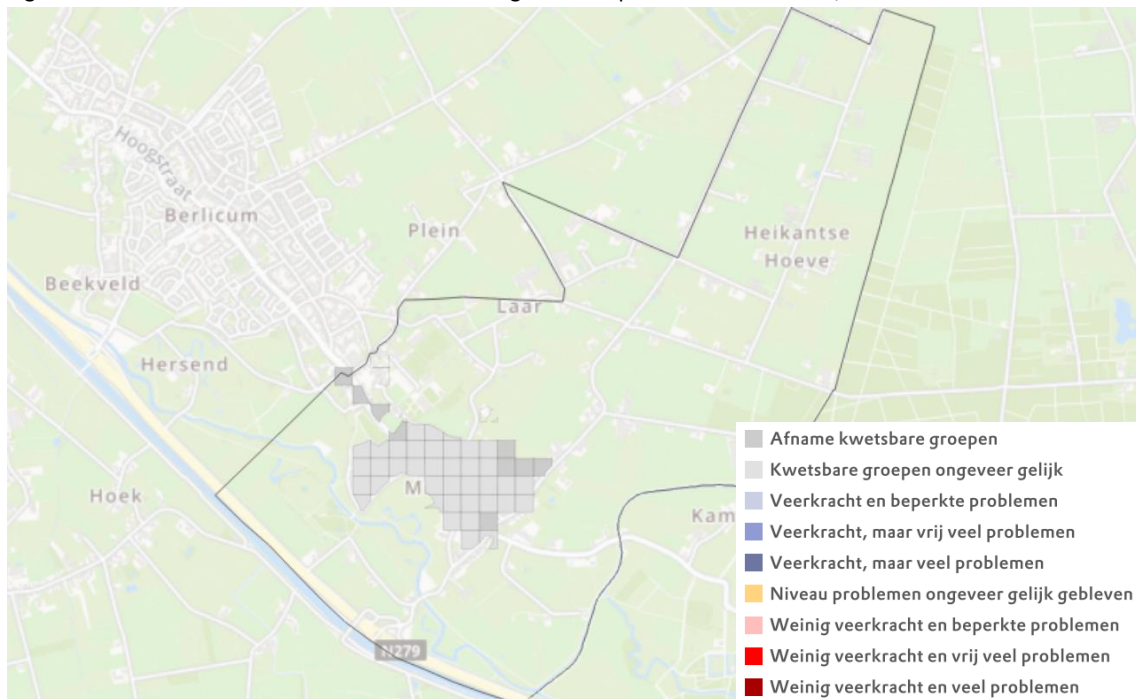 Hoogstraat
Berlicum
Plein
Heikantse
Hoeve
Beekveld
Laar
Hersend
Hoek
M
Kam
N279
Afname kwetsbare groepen
Kwetsbare groepen ongeveer gelijk
Veerkracht en beperkte problemen
Veerkracht, maar vrij veel problemen
Veerkracht, maar veel problemen
Niveau problemen ongeveer gelijk gebleven
Weinig veerkracht en beperkte problemen
Weinig veerkracht en vrij veel problemen
Weinig veerkracht en veel problemen